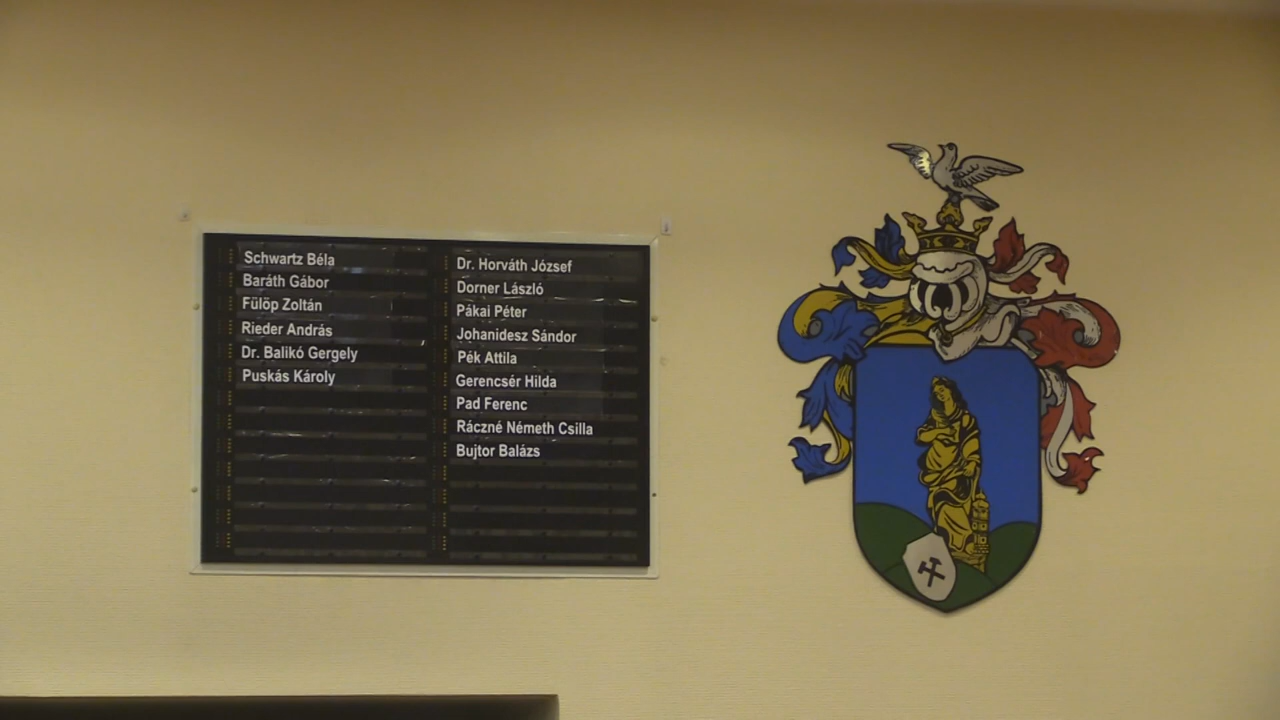 Schwartz Béla
Baráth Gábor
Fülöp Zoltán
Rieder András
Dr. Balikó Gergely
Puskás Károly
Dr. Horváth József
Dorner László
Pákai Péter
Johanidesz Sándor
Pék Attila
Gerencsér Hilda
Pad Ferenc
Ráczné Németh Csilla
Bujtor Balázs